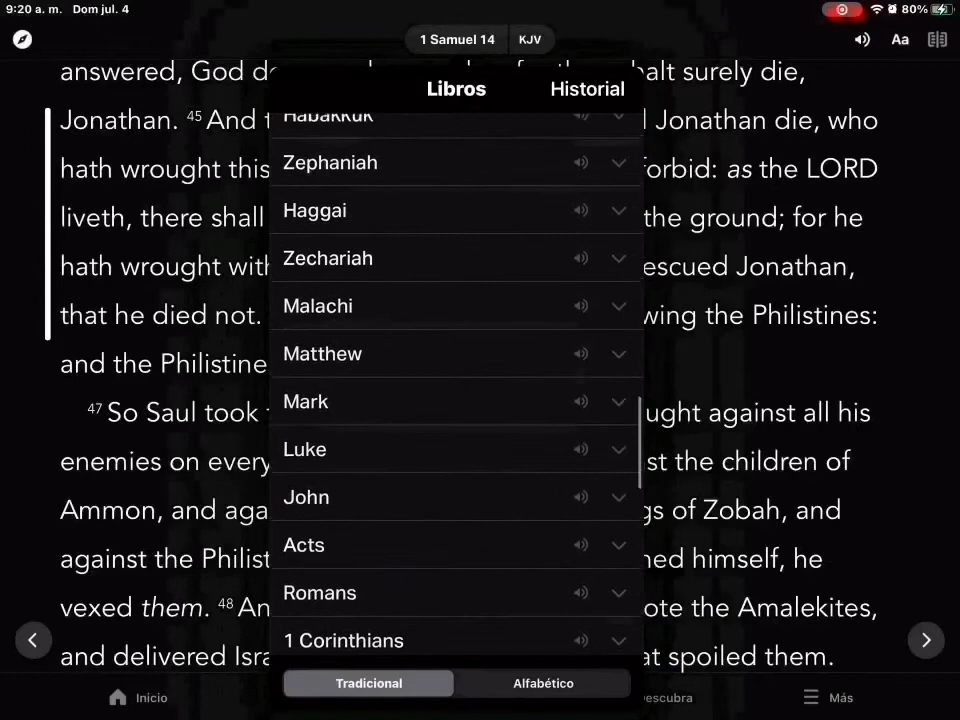 9:20 a. m. Dom jul. 4
80%
1 Samuel 14 KJV
Aa
answered, God do halt surely die,
Libros Historial
Jonathan. 45 And Jonathan die, who
Habakkuk
hath wrought this forbid: as the LORD
Zephaniah
liveth, there shall the ground; for he
Haggai
hath wrought with escued Jonathan,
Zechariah
that he died not. wing the Philistines:
Malachi
and the Philistine
Matthew
47 So Saul took ught against all his
Mark
enemies on every st the children of
Luke
Ammon, and aga gs of Zobah, and
John
against the Philist ned himself, he
Acts
vexed them. 48 An ote the Amalekites,
Romans
and delivered Isra at spoiled them.
1 Corinthians
Tradicional Alfabético
Inicio escubra Más